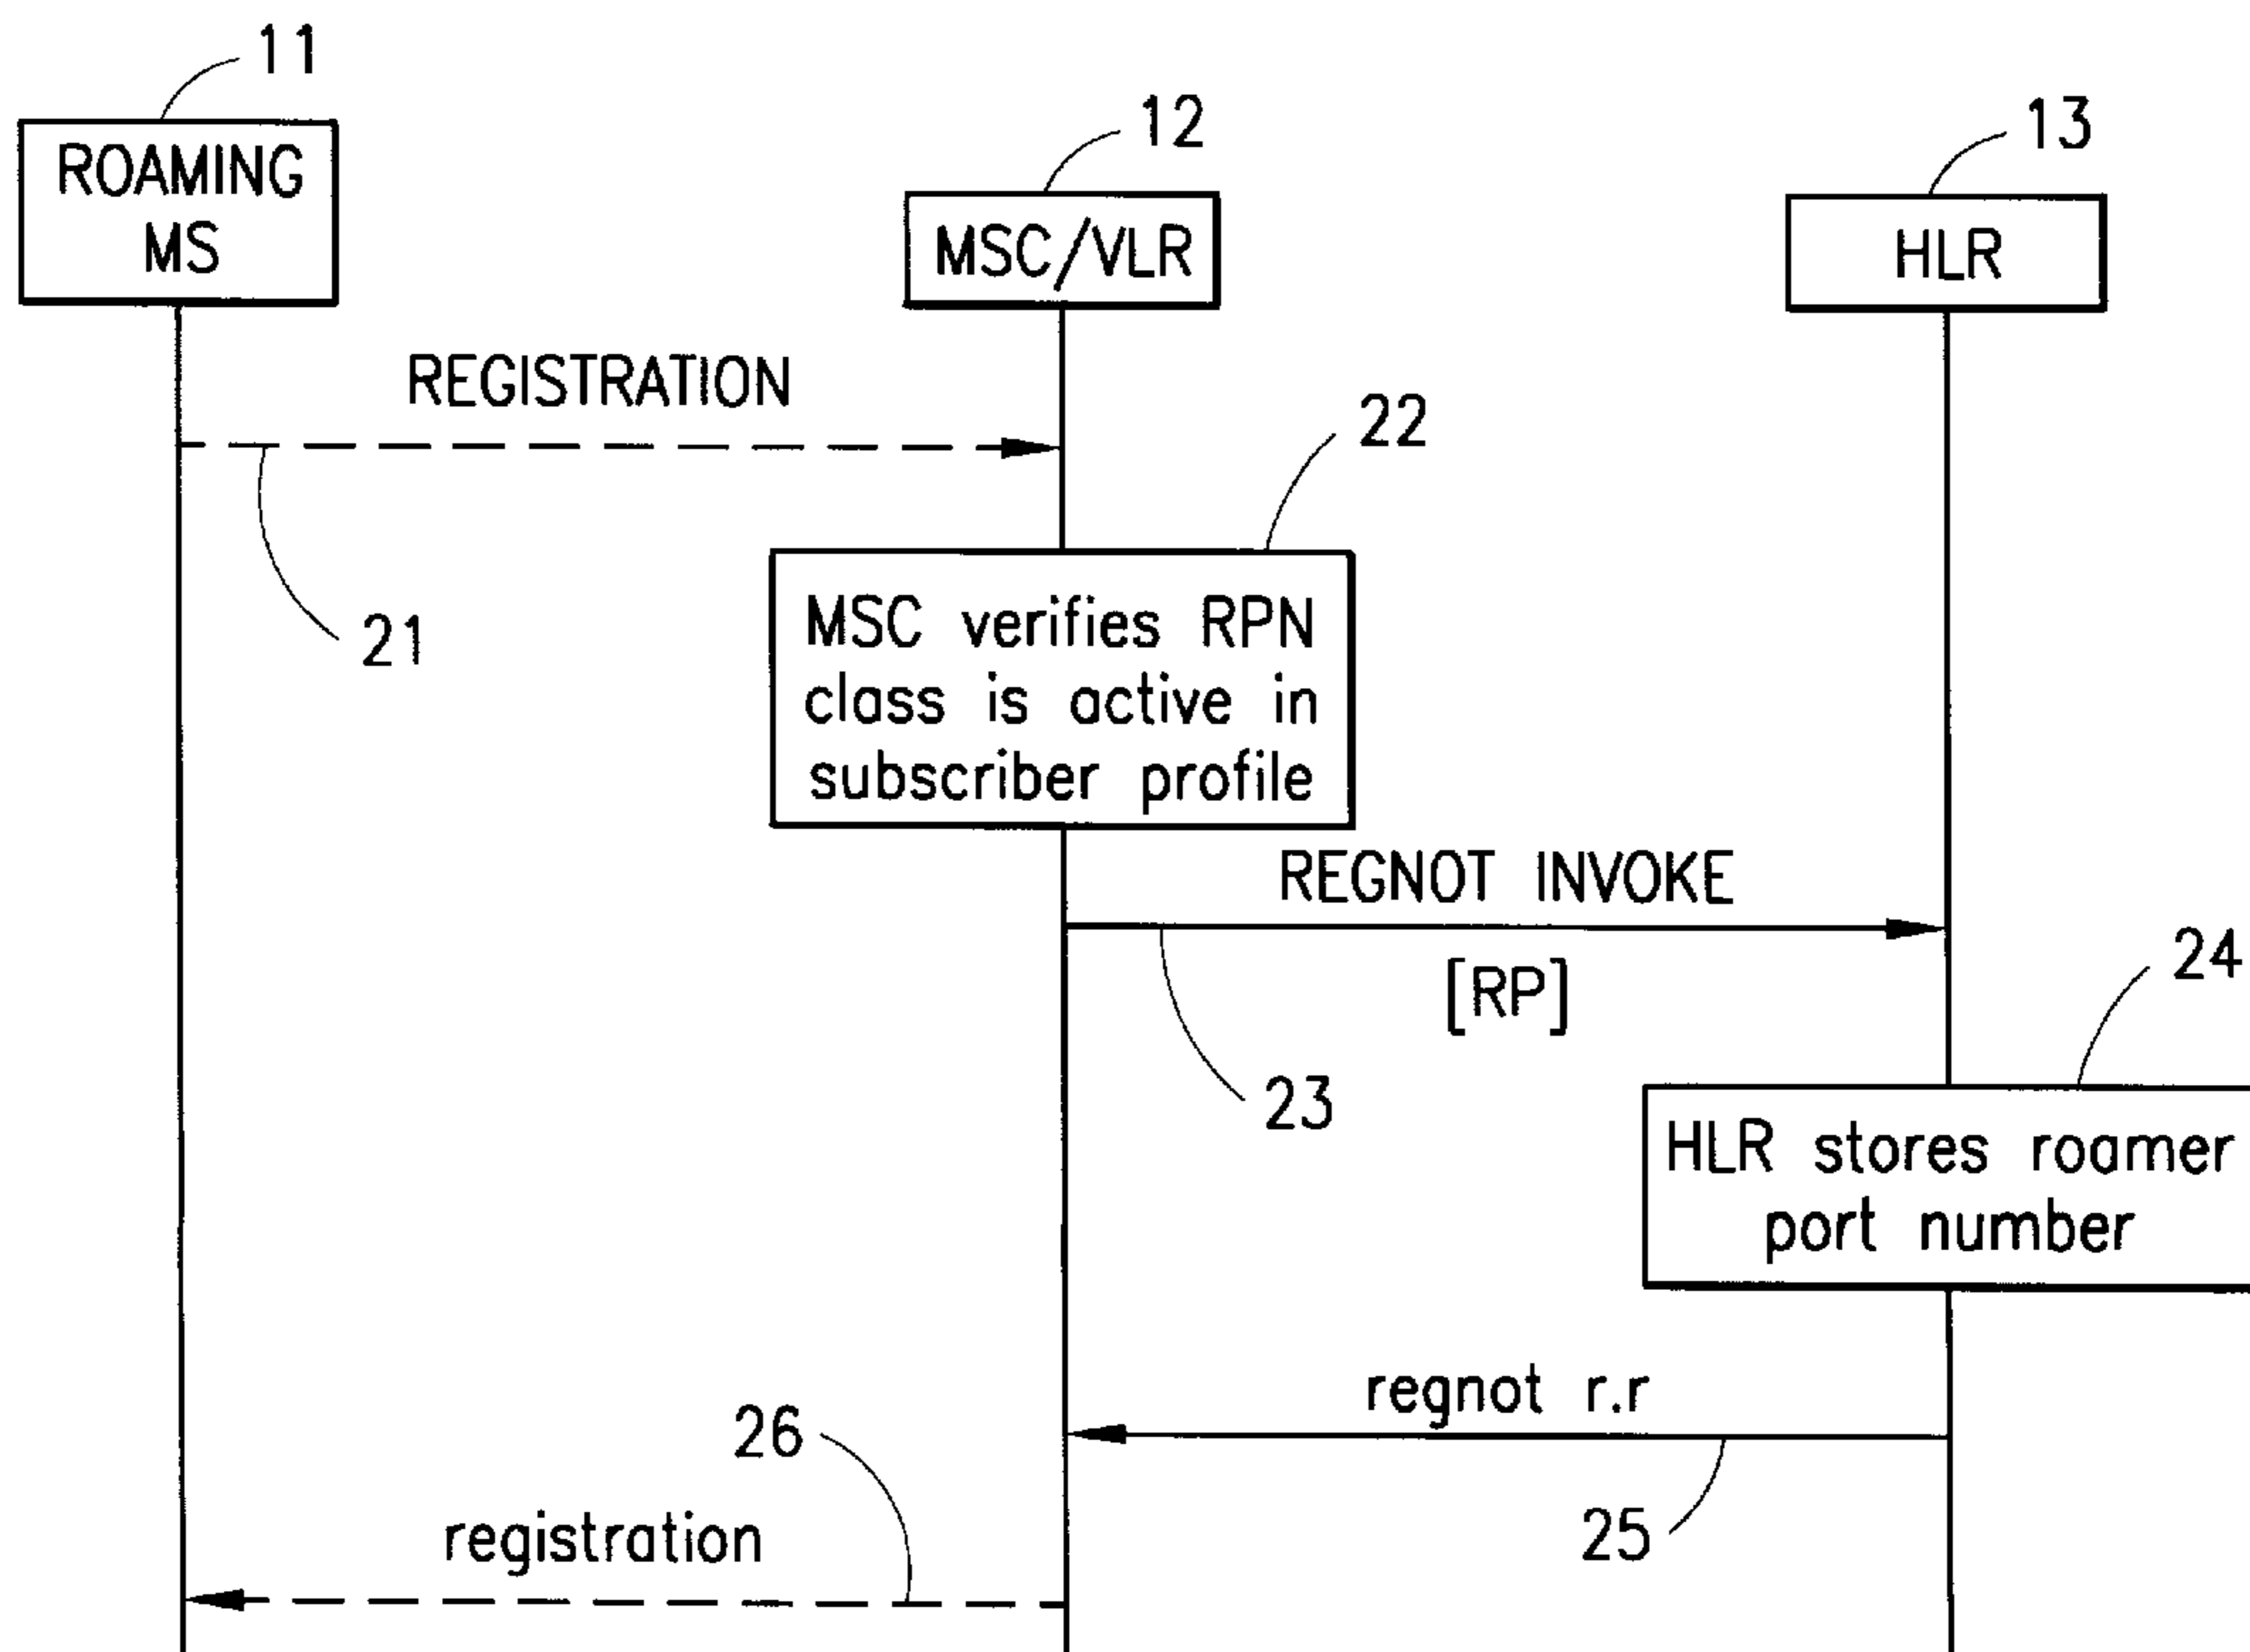 11
12
13
ROAMING
MS
MSC/VLR
HLR
REGISTRATION
22
21
MSC verifies RPN
class is active in
subscriber profile
REGNOT INVOKE
[RP]
24
23
HLR stores roamer
port number
regnot r.r
26
25
registration